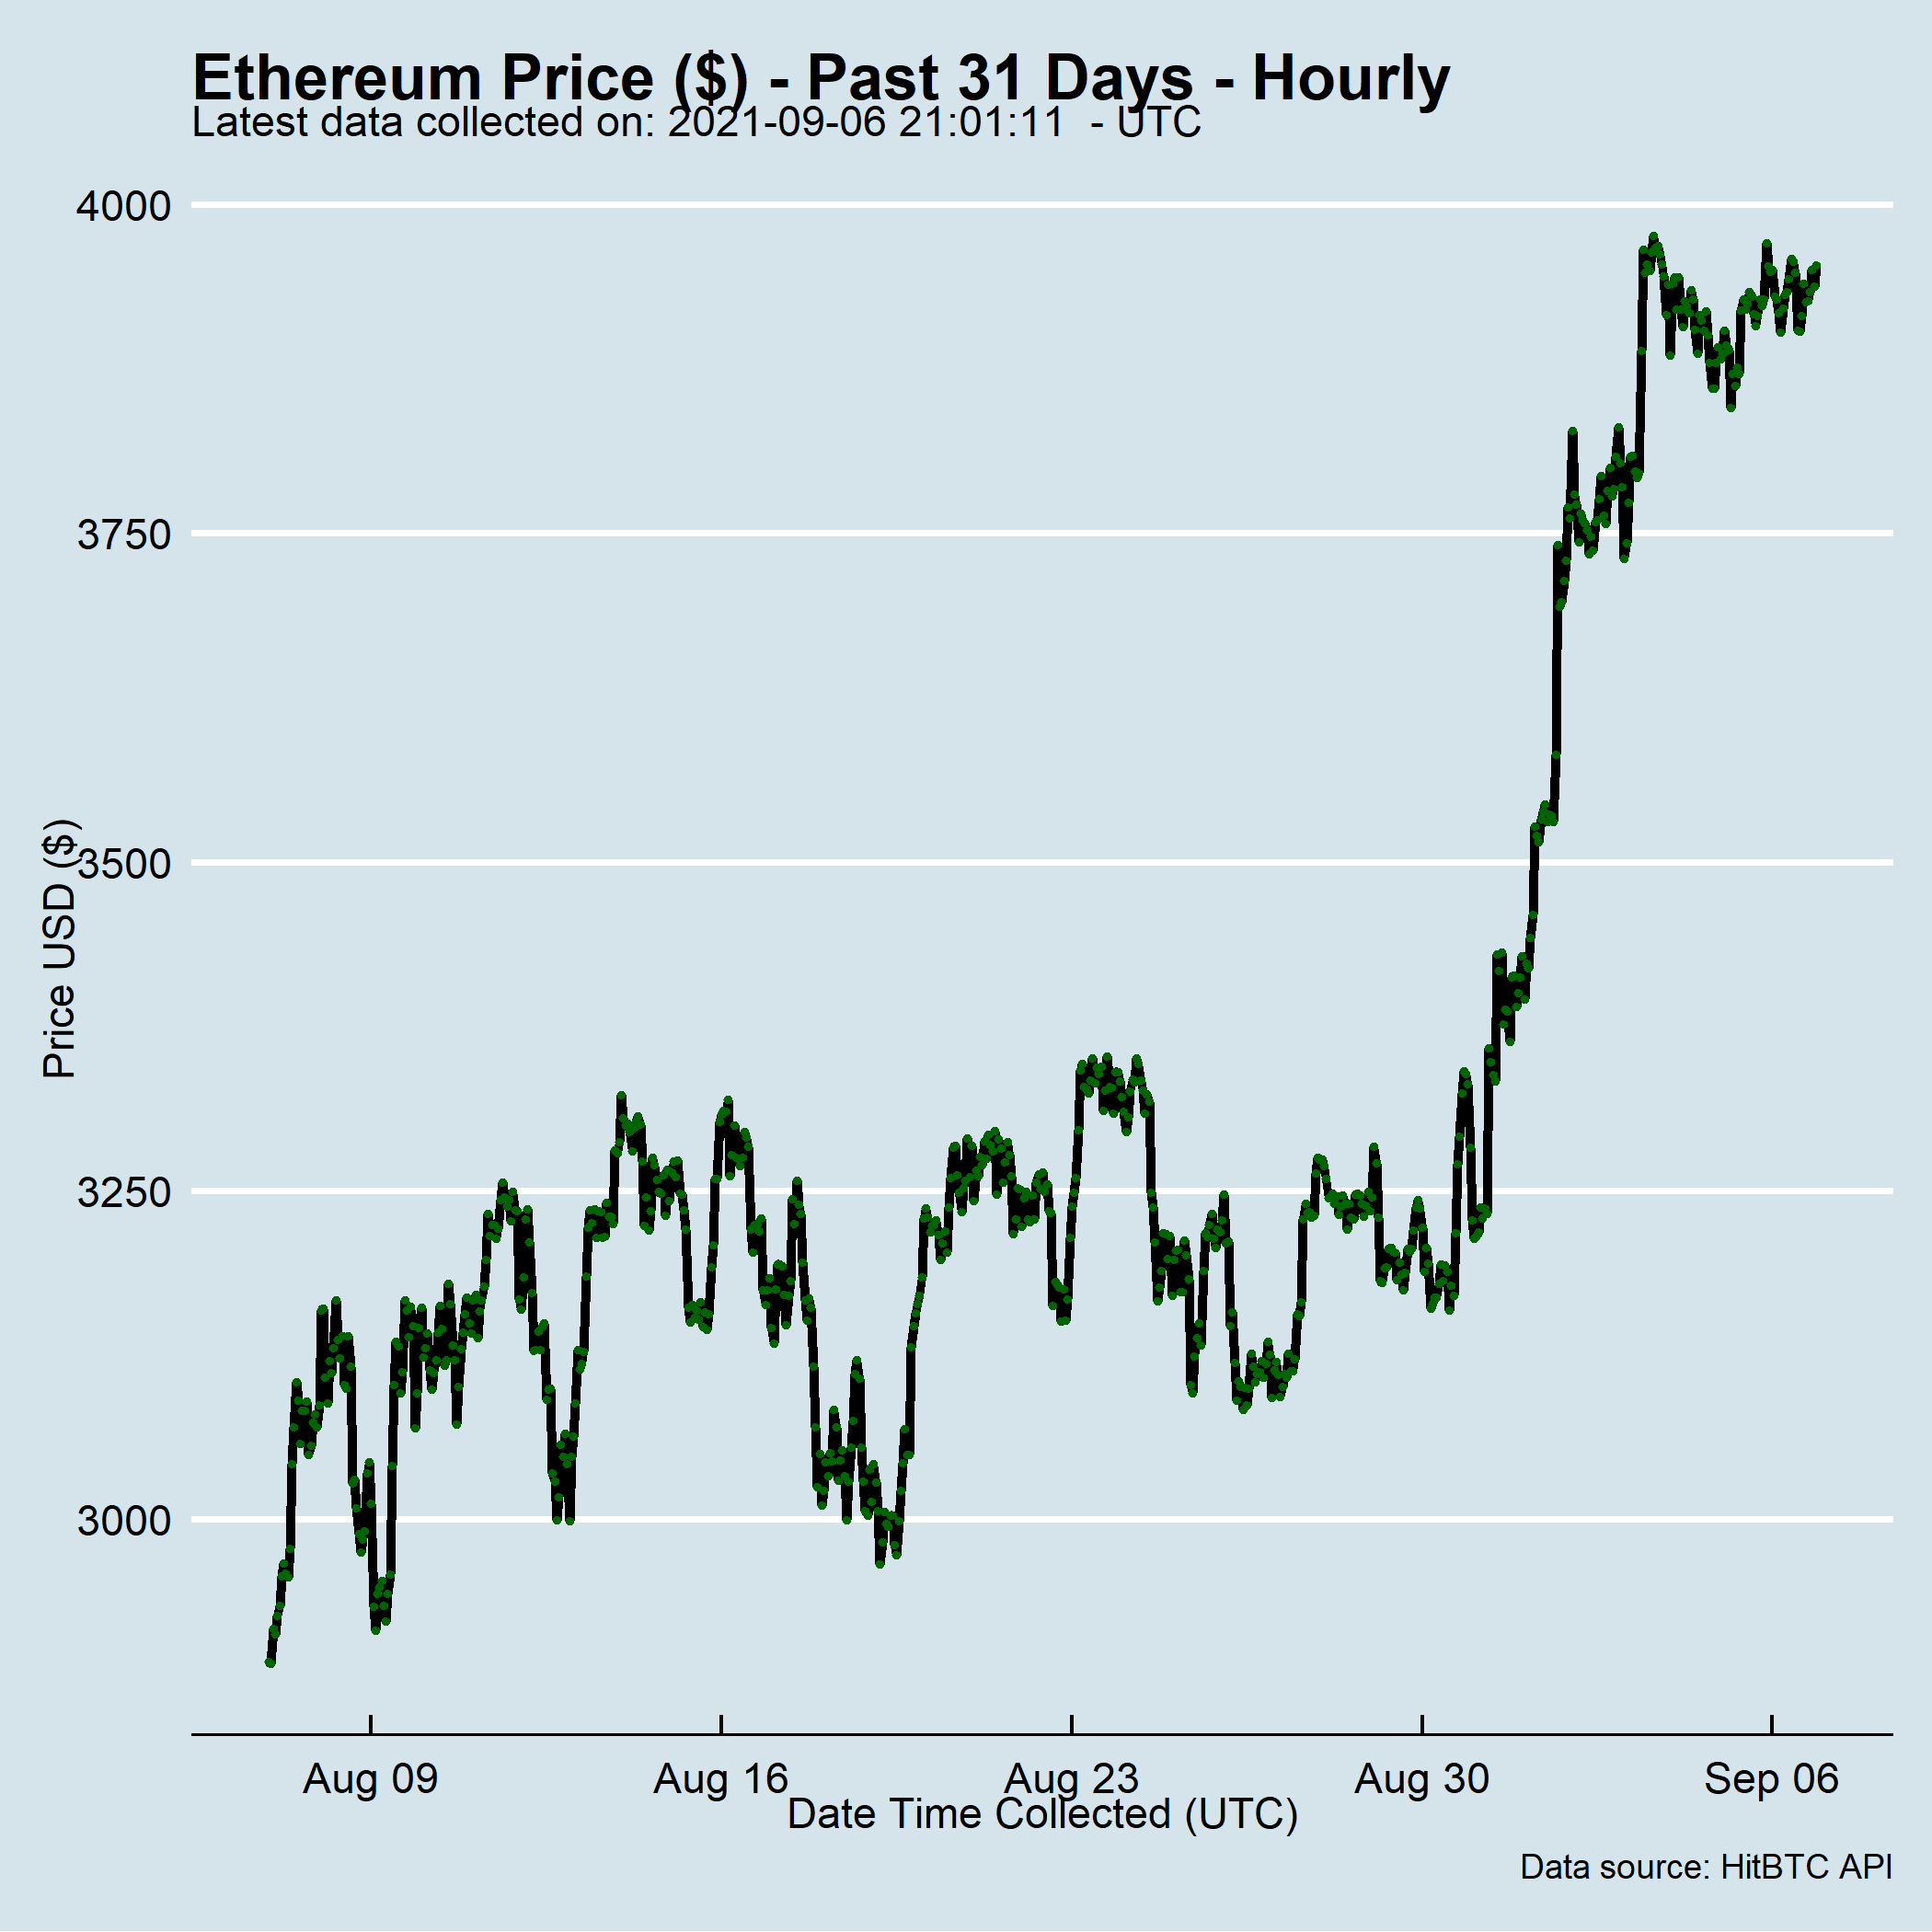 Ethereum Price ($) - Past 31 Days - Hourly
Latest data collected on: 2021-09-06 21:01:11  - UTC
4000
3750
3500
3250
3000
Price USD ($)
Aug 09
Aug 16
Aug 23
Aug 30
Sep 06
Date Time Collected (UTC)
Data source: HitBTC API